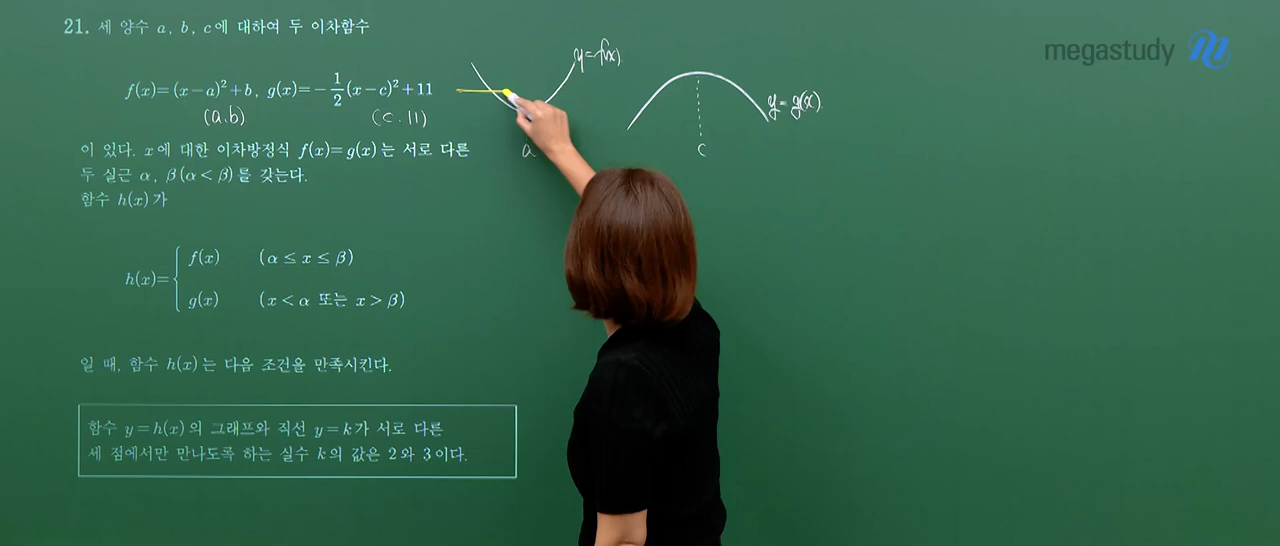 21. 세 양수 a, b, c에 대하여 두 이차함수
f(x)=(x-a)²+b, g(x)=-\frac{1}{2}(x-c)²+11
(a.b) (c.11)
이 있다. x에 대한 이차방정식 f(x)=g(x)는 서로 다른
두 실근 α, β(α<β)를 갖는다.
함수 h(x)가
h(x)={ f(x) (α≤x≤β)
g(x) (x<α 또는 x>β)
일 때, 함수 h(x)는 다음 조건을 만족시킨다.
함수 y=h(x)의 그래프와 직선 y=k가 서로 다른
세 점에서만 만나도록 하는 실수 k의 값은 2와 3이다.
y=f(x)
a
y=g(x)
c
megastudy